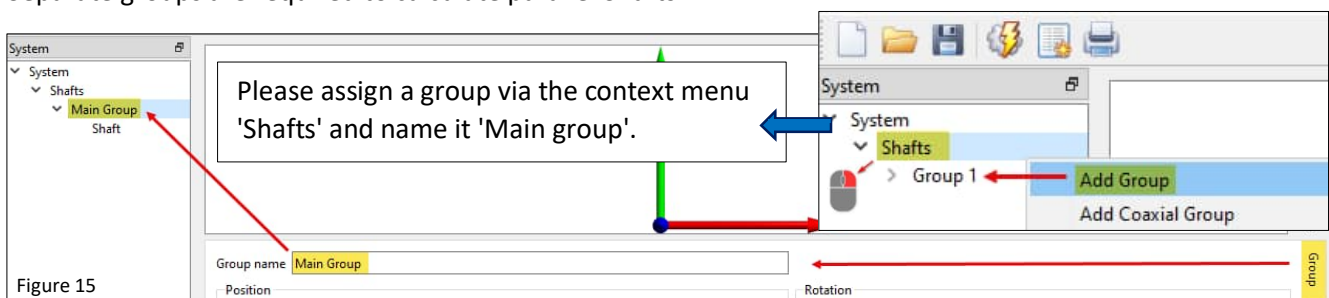 System
System
Shafts
Main Group
Shaft
Please assign a group via the context menu
'Shafts' and name it 'Main group'.
System
System
Shafts
Group 1
Add Group
Add Coaxial Group
Group name Main Group
Group
Position
Rotation
Figure 15